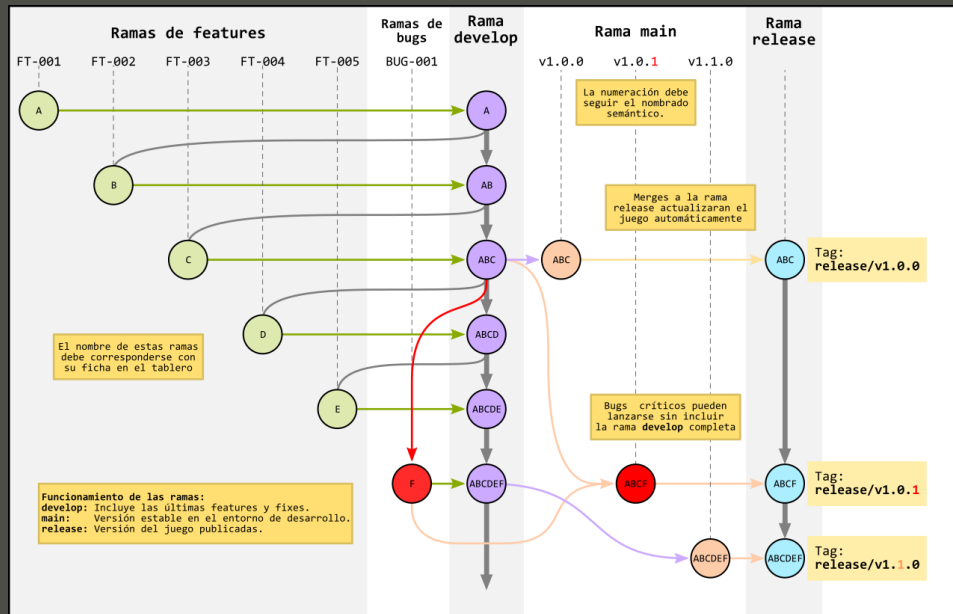 Ramas de features
Ramas de
bugs
Rama
develop
Rama main
Rama
release
FT-001
FT-002
FT-003
FT-004
FT-005
BUG-001
v1.0.0
v1.0.1
v1.1.0
La numeración debe
seguir el nombrado
semántico.
A
A
B
AB
Merges a la rama
release actualizaran el
juego automáticamente
C
ABC
ABC
ABC
Tag:
release/v1.0.0
D
ABCD
El nombre de estas ramas
debe corresponderse con
su ficha en el tablero
E
ABCDE
Bugs críticos pueden
lanzarse sin incluir
la rama develop completa
F
ABCDEF
ABCF
ABCF
Tag:
release/v1.0.1
Funcionamiento de las ramas:
develop: Incluye las últimas features y fixes.
main: Versión estable en el entorno de desarrollo.
release: Versión del juego publicadas.
ABCDEF
ABCDEF
Tag:
release/v1.1.0